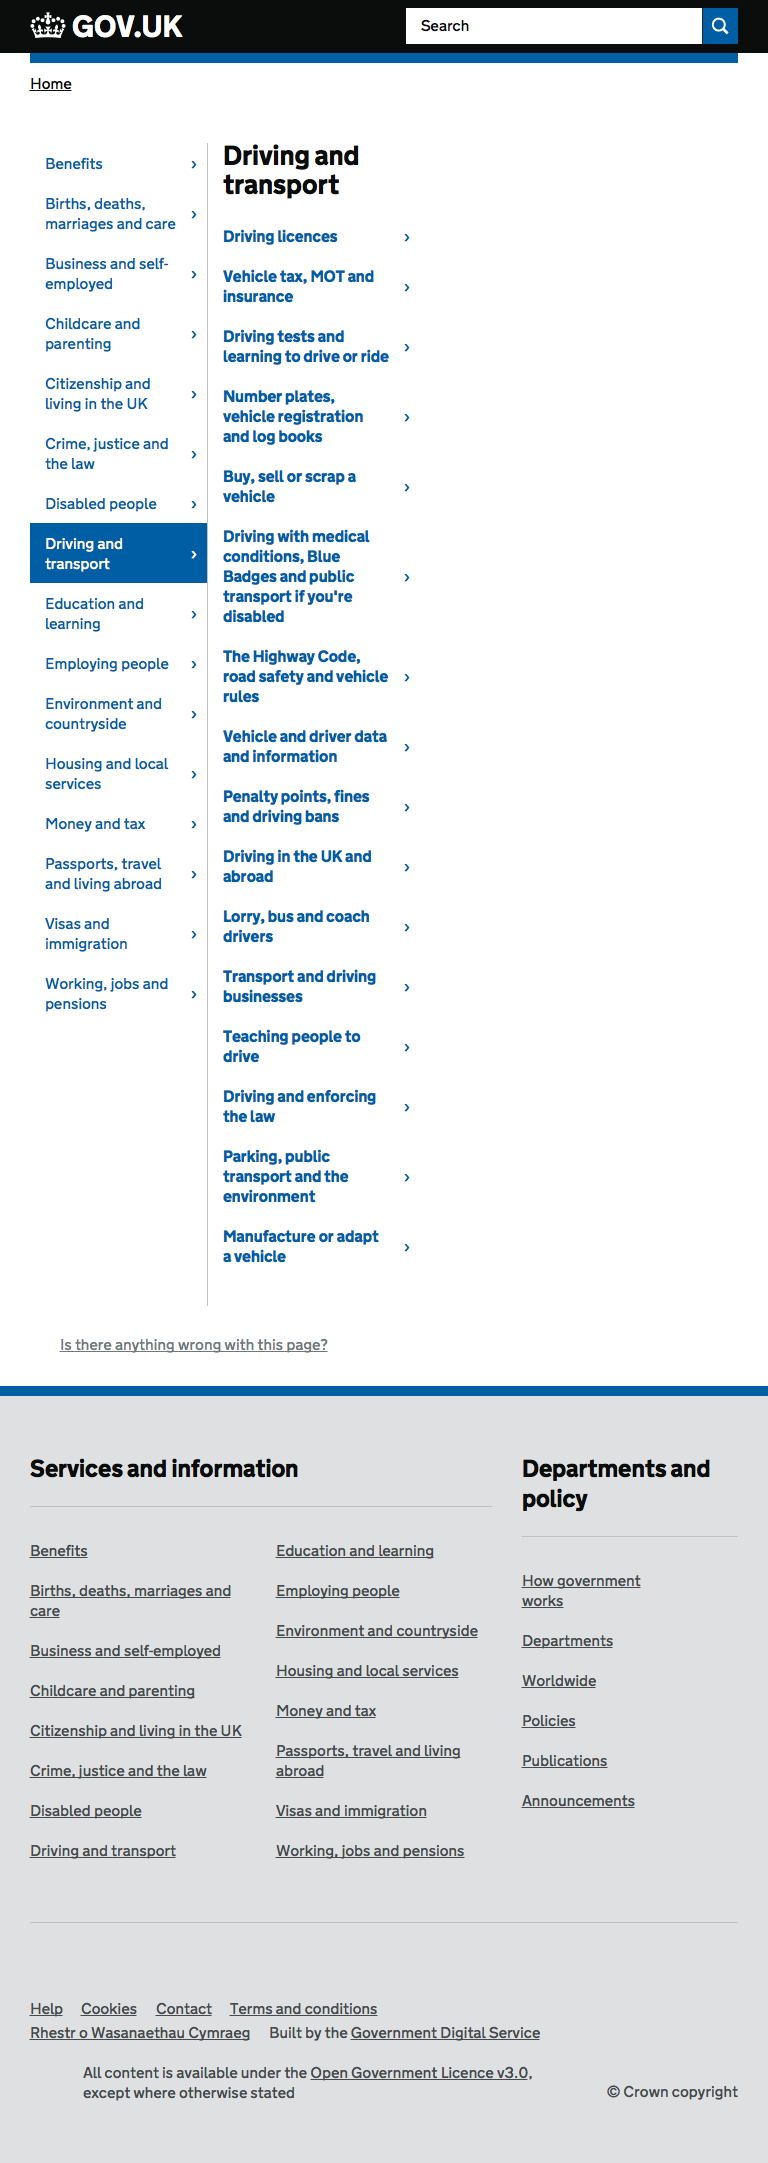 GOV.UK
Search
Home
Benefits
Births, deaths,
marriages and care
Business and self-
employed
Childcare and
parenting
Citizenship and
living in the UK
Crime, justice and
the law
Disabled people
Driving and
transport
Education and
learning
Employing people
Environment and
countryside
Housing and local
services
Money and tax
Passports, travel
and living abroad
Visas and
immigration
Working, jobs and
pensions
Driving and
transport
Driving licences
Vehicle tax, MOT and
insurance
Driving tests and
learning to drive or ride
Number plates,
vehicle registration
and log books
Buy, sell or scrap a
vehicle
Driving with medical
conditions, Blue
Badges and public
transport if you're
disabled
The Highway Code,
road safety and vehicle
rules
Vehicle and driver data
and information
Penalty points, fines
and driving bans
Driving in the UK and
abroad
Lorry, bus and coach
drivers
Transport and driving
businesses
Teaching people to
drive
Driving and enforcing
the law
Parking, public
transport and the
environment
Manufacture or adapt
a vehicle
Is there anything wrong with this page?
Services and information
Benefits
Births, deaths, marriages and
care
Business and self-employed
Childcare and parenting
Citizenship and living in the UK
Crime, justice and the law
Disabled people
Driving and transport
Education and learning
Employing people
Environment and countryside
Housing and local services
Money and tax
Passports, travel and living
abroad
Visas and immigration
Working, jobs and pensions
Departments and
policy
How government
works
Departments
Worldwide
Policies
Publications
Announcements
Help Cookies Contact Terms and conditions
Rhestr o Wasanaethau Cymraeg Built by the Government Digital Service
All content is available under the Open Government Licence v3.0,
except where otherwise stated
© Crown copyright